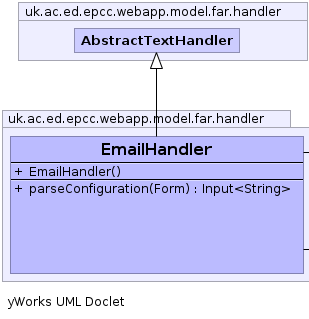 uk.ac.ed.epcc.webapp.model.far.handler
AbstractTextHandler
uk.ac.ed.epcc.webapp.model.far.handler
EmailHandler
+ EmailHandler()
+ parseConfiguration(Form) : Input<String>
yWorks UML Doclet